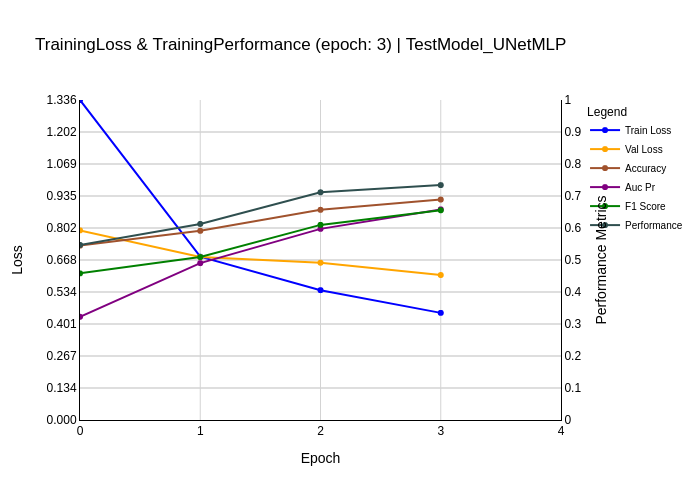 TrainingLoss & TrainingPerformance (epoch: 3) | TestModel_UNetMLP
1.336
1.202
1.069
0.935
0.802
0.668
0.534
0.401
0.267
0.134
0.000
Loss
0
1
2
3
4
Epoch
1
0.9
0.8
0.7
0.6
0.5
0.4
0.3
0.2
0.1
0
Performance Metrics
Legend
Train Loss
Val Loss
Accuracy
Auc Pr
F1 Score
Performance